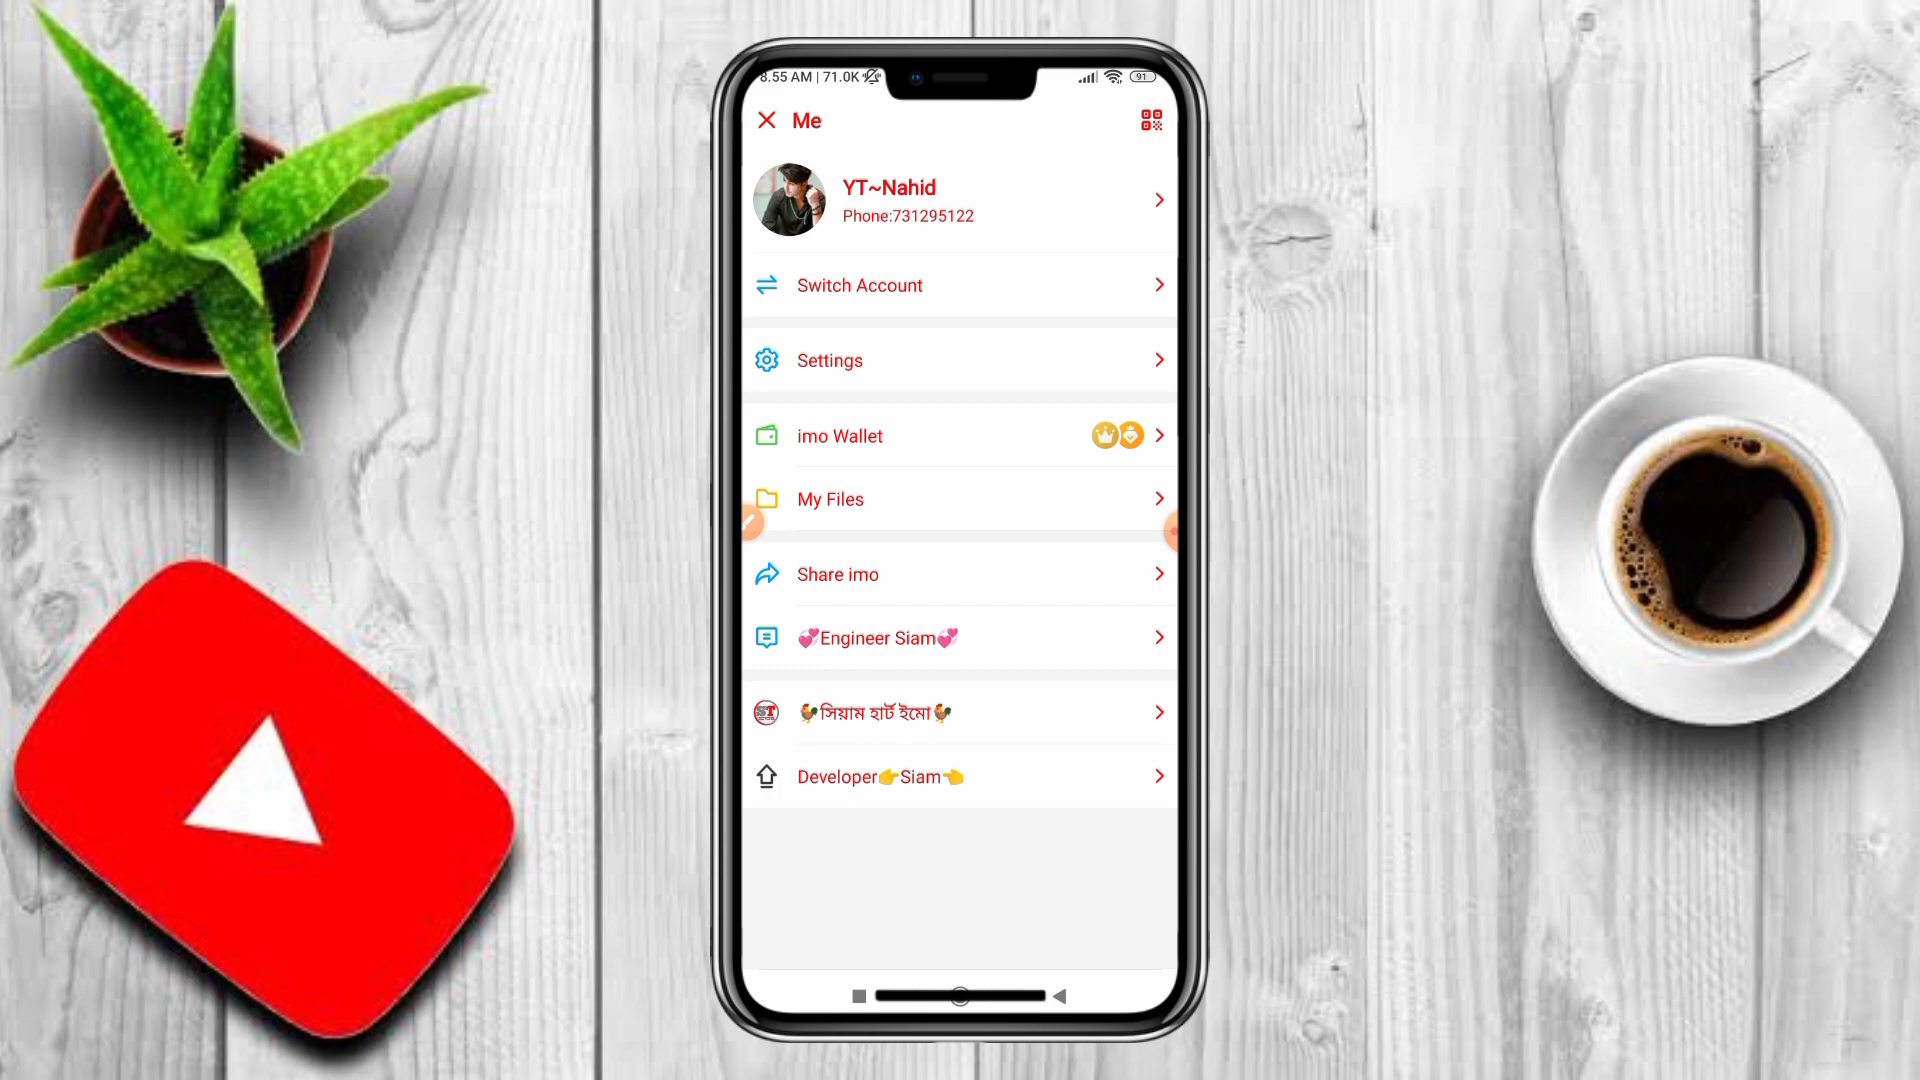 8.55 AM | 71.0K
91
Me
YT~Nahid
Phone:731295122
Switch Account
Settings
imo Wallet
My Files
Share imo
💞Engineer Siam💞
ST
🐓সিয়াম হার্ট ইমো🐓
Developer👉Siam👈